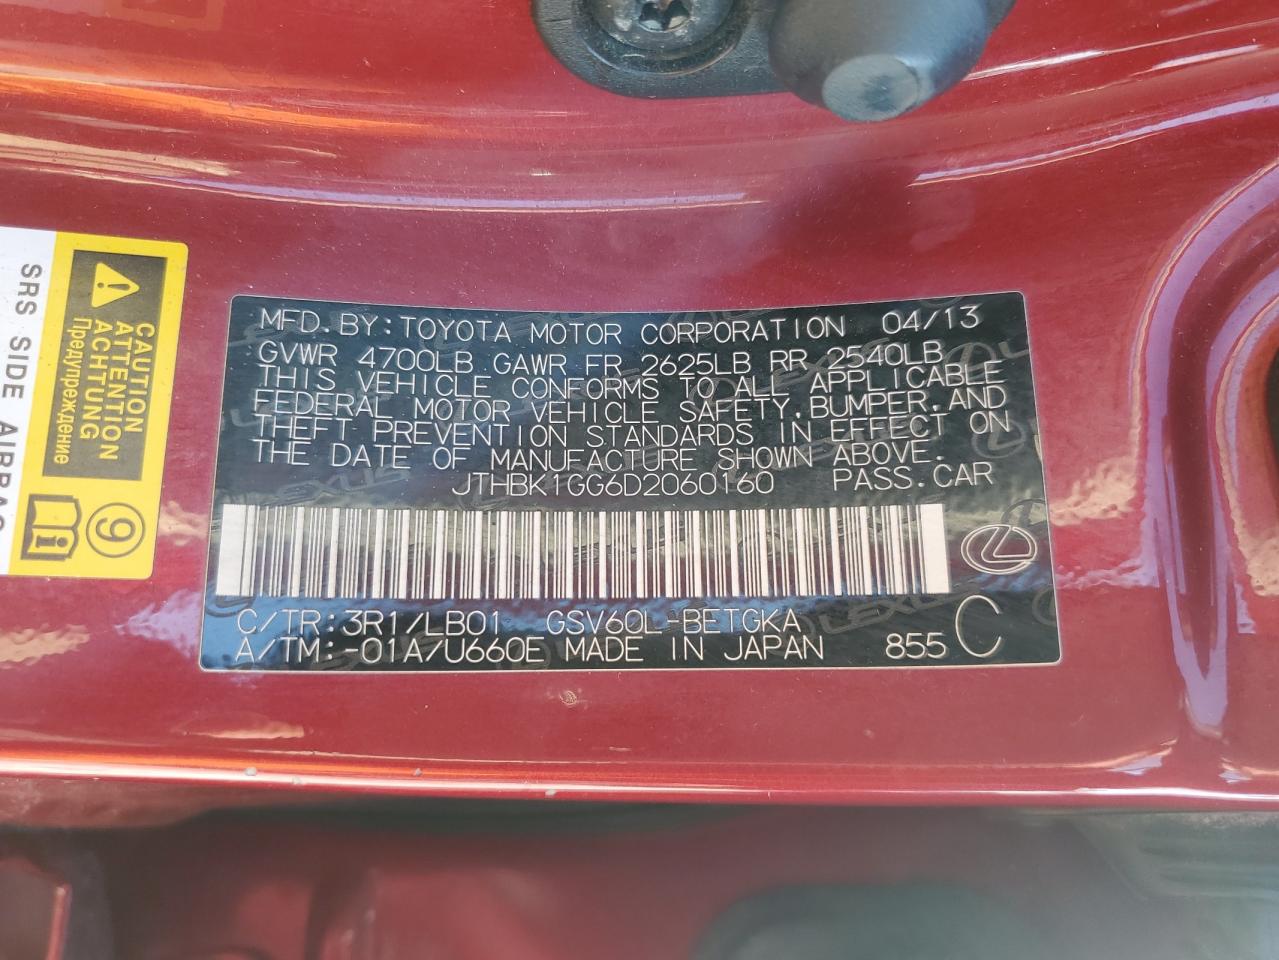 MFD. BY: TOYOTA MOTOR CORPORATION 04/13
GVWR 4700LB GAWR FR 2625LB RR 2540LB
THIS VEHICLE CONFORMS TO ALL APPLICABLE
FEDERAL MOTOR VEHICLE SAFETY, BUMPER, AND
THEFT PREVENTION STANDARDS IN EFFECT ON
THE DATE OF MANUFACTURE SHOWN ABOVE.
JTHBK1GG6D2060160 PASS. CAR
C/TR: 3R1/LB01 GSV60L-BETGKA
A/TM: -01A/U660E MADE IN JAPAN 855 C
CAUTION
ATTENTION
ACHTUNG
Предупреждение
9
SRS SIDE AIRBAG